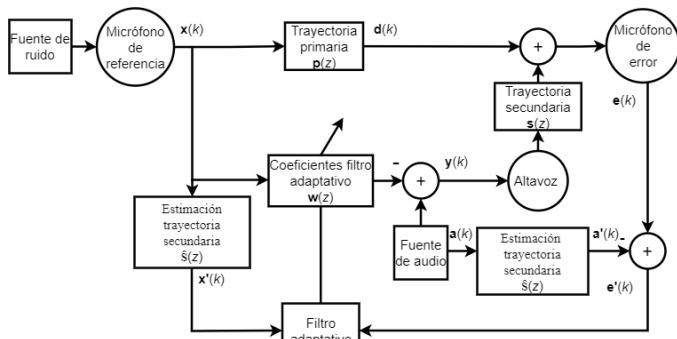 Fuente de
ruido
Micrófono
de
referencia
x(k)
Trayectoria
primaria
p(z)
d(k)
+
Micrófono
de
error
Trayectoria
secundaria
s(z)
e(k)
Coeficientes filtro
adaptativo
w(z)
-
+
y(k)
Altavoz
Estimación
trayectoria
secundaria
ŝ(z)
x'(k)
Fuente
de audio
a(k)
Estimación
trayectoria
secundaria
ŝ(z)
a'(k)
-
+
e'(k)
Filtro
adaptativo